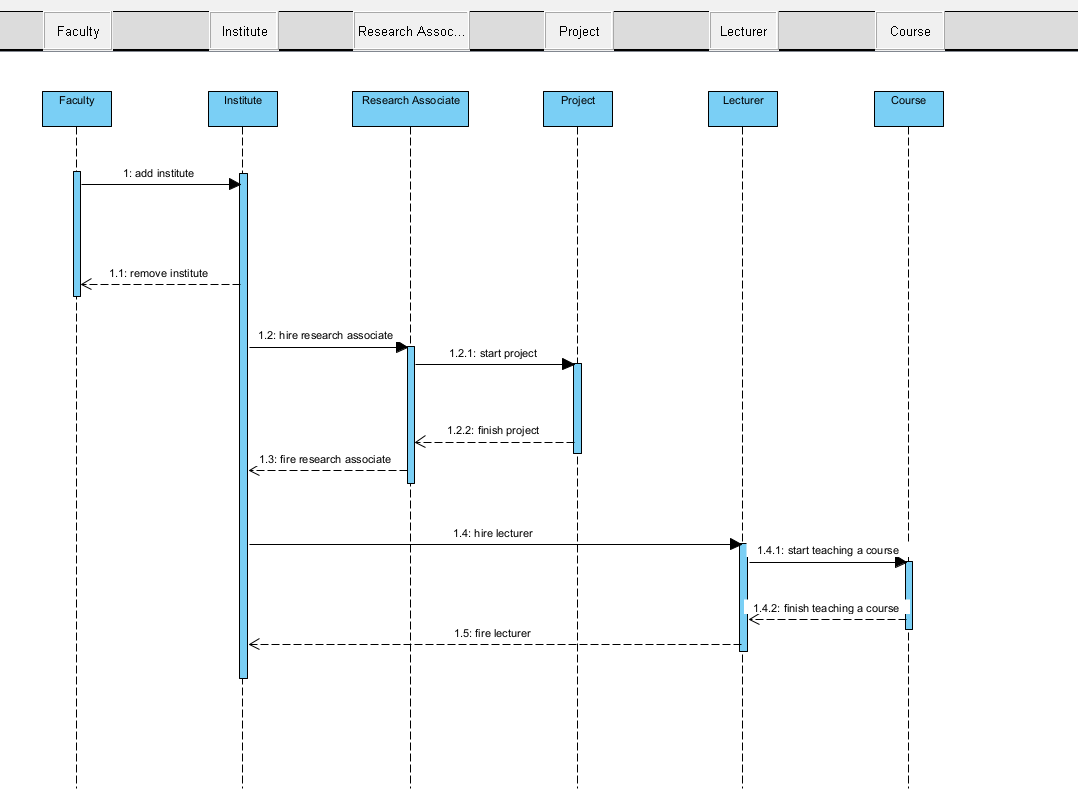 Faculty
Institute
Research Assoc...
Project
Lecturer
Course
Faculty
Institute
Research Associate
Project
Lecturer
Course
1: add institute
1.1: remove institute
1.2: hire research associate
1.2.1: start project
1.2.2: finish project
1.3: fire research associate
1.4: hire lecturer
1.4.1: start teaching a course
1.4.2: finish teaching a course
1.5: fire lecturer